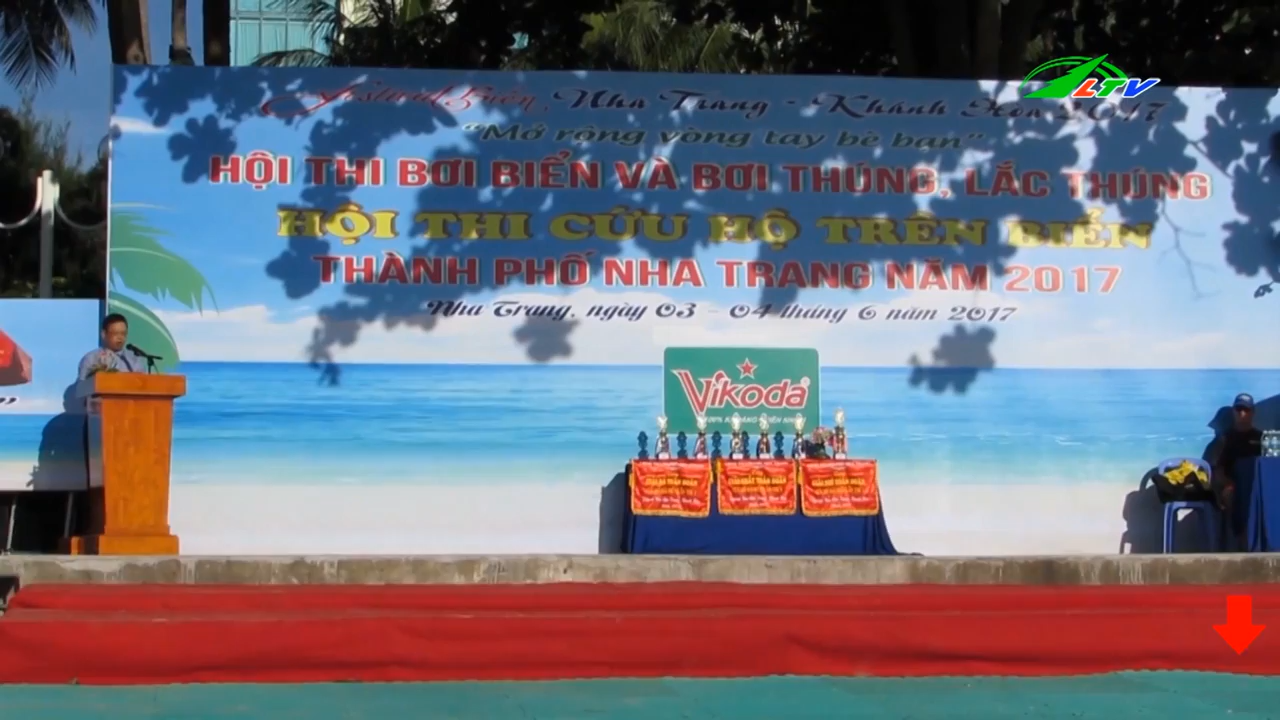 LTV
Festival Biển Nha Trang - Khánh Hòa 2017
"Mở rộng vòng tay bè bạn"
HỘI THI BƠI BIỂN VÀ BƠI THÚNG, LẮC THÚNG
HỘI THI CỨU HỘ TRÊN BIỂN
THÀNH PHỐ NHA TRANG NĂM 2017
Nha Trang, ngày 03 - 04 tháng 6 năm 2017
Vikoda